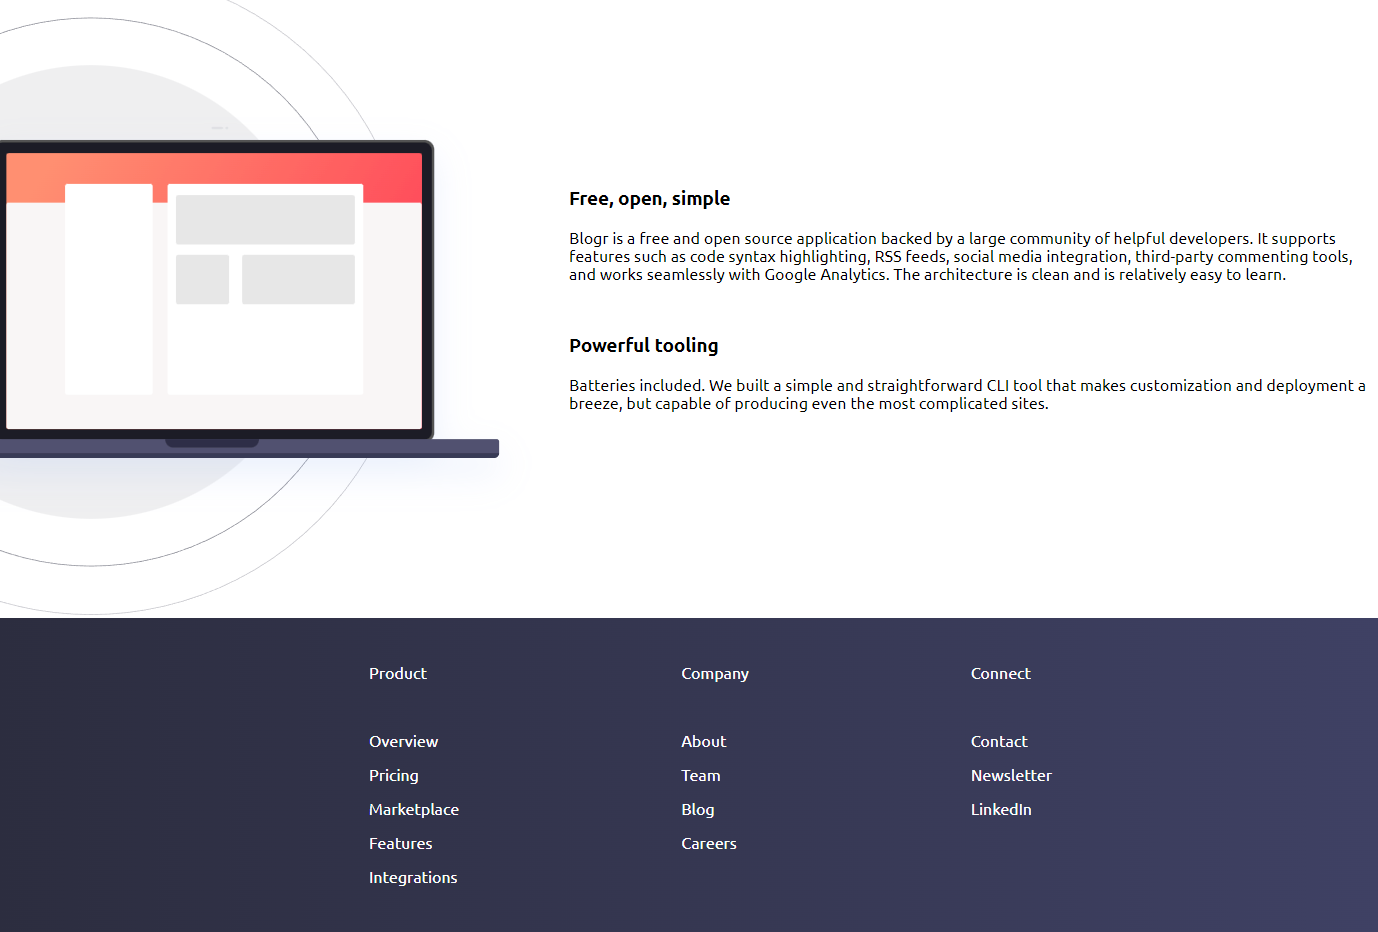 Free, open, simple
Blogr is a free and open source application backed by a large community of helpful developers. It supports
features such as code syntax highlighting, RSS feeds, social media integration, third-party commenting tools,
and works seamlessly with Google Analytics. The architecture is clean and is relatively easy to learn.
Powerful tooling
Batteries included. We built a simple and straightforward CLI tool that makes customization and deployment a
breeze, but capable of producing even the most complicated sites.
Product
Overview
Pricing
Marketplace
Features
Integrations
Company
About
Team
Blog
Careers
Connect
Contact
Newsletter
LinkedIn